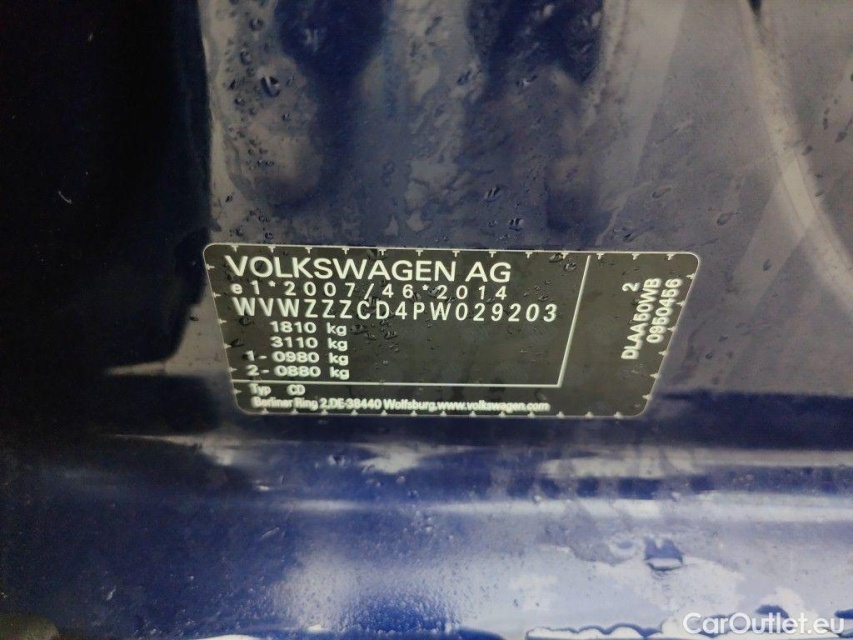 VOLKSWAGEN AG
e1*2007/46*2014
WVWZZZCD4PW029203
1810 kg
3110 kg
1- 0980 kg
2- 0880 kg
Typ CD
Berliner Ring 2,DE-38440 Wolfsburg,www.volkswagen.com
2
DLAA50WB
0950456
CarOutlet.eu